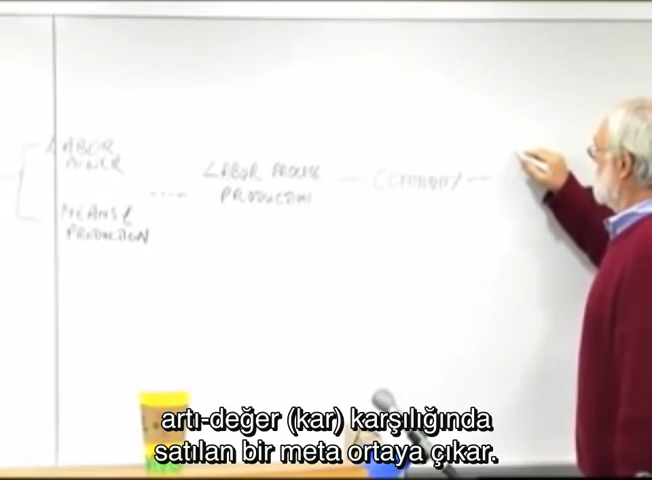 LABOR
POWER
MEANS OF
PRODUCTION
LABOR PROCESS
PRODUCTION
COMMODITY
artı-değer (kar) karşılığında
satılan bir meta ortaya çıkar.